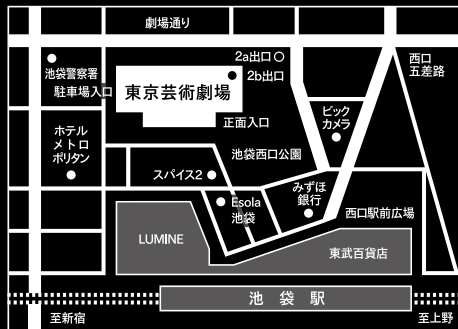 劇場通り
2a出口
2b出口
西口
五差路
池袋警察署
駐車場入口
東京芸術劇場
正面入口
ビック
カメラ
ホテル
メトロ
ポリタン
池袋西口公園
スパイス2
みずほ
銀行
Esola
池袋
西口駅前広場
LUMINE
東武百貨店
池袋駅
至新宿
至上野